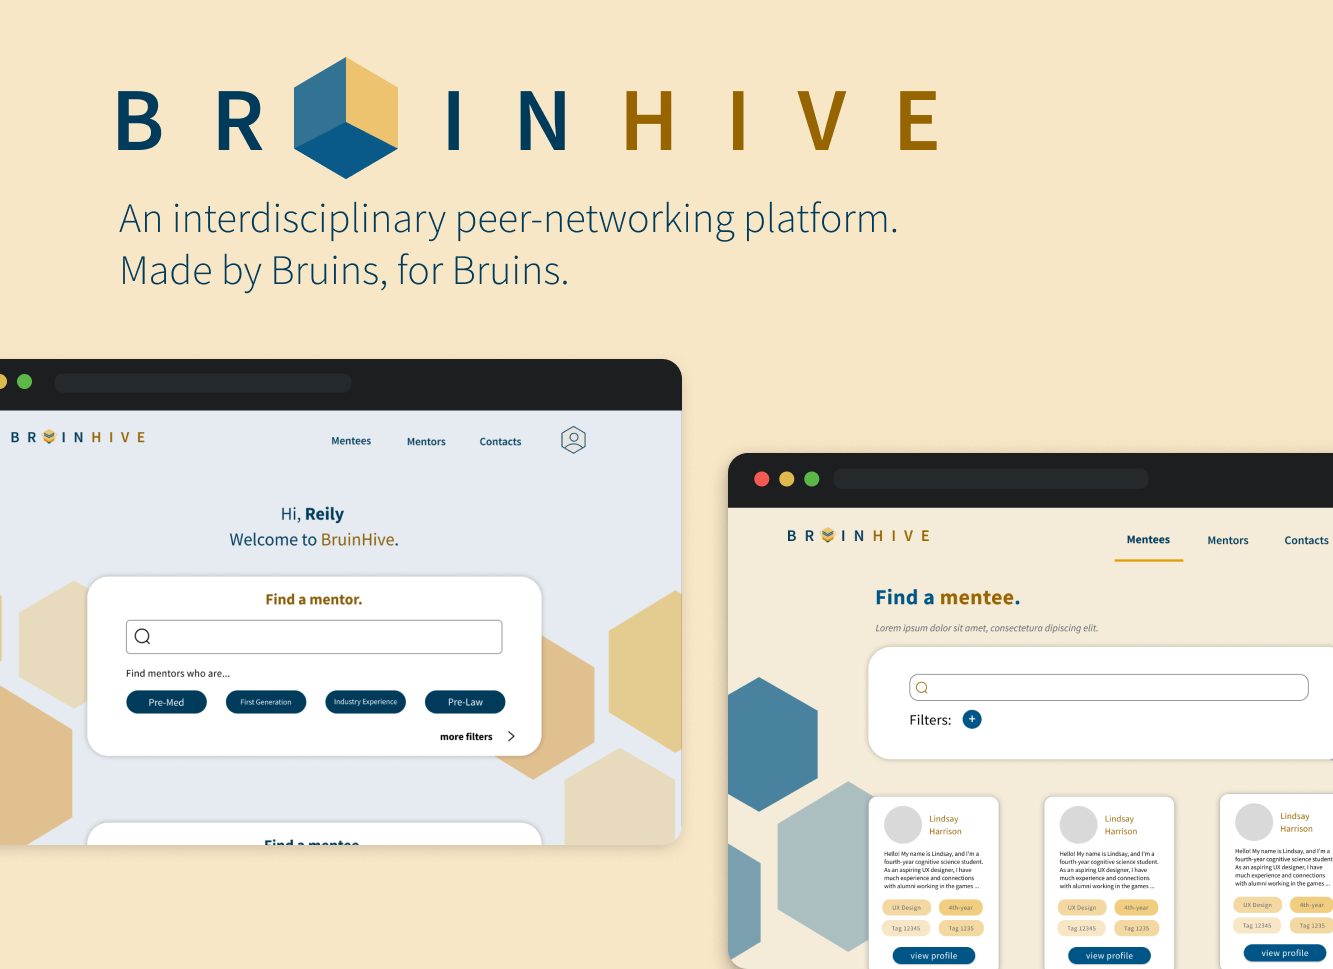 BRUINHIVE
An interdisciplinary peer-networking platform.
Made by Bruins, for Bruins.
BRUINHIVE
Mentees Mentors Contacts
Hi, Reily
Welcome to BruinHive.
Find a mentor.
Find mentors who are...
Pre-Med First Generation Industry Experience Pre-Law
more filters
Find a mentee
BRUINHIVE
Mentees Mentors Contacts
Find a mentee.
Lorem ipsum dolor sit amet, consectetura dipiscing elit.
Filters: +
Lindsay
Harrison
Hello! My name is Lindsay, and I'm a
fourth-year cognitive science student.
As an aspiring UX designer, I have
much experience and connections
with alumni working in the games ...
UX Design 4th-year
Tag 12345 Tag 1235
view profile
Lindsay
Harrison
Hello! My name is Lindsay, and I'm a
fourth-year cognitive science student.
As an aspiring UX designer, I have
much experience and connections
with alumni working in the games ...
UX Design 4th-year
Tag 12345 Tag 1235
view profile
Lindsay
Harrison
Hello! My name is Lindsay, and I'm a
fourth-year cognitive science student
As an aspiring UX designer, I have
much experience and connections
with alumni working in the games ...
UX Design 4th-year
Tag 12345 Tag 1235
view profile